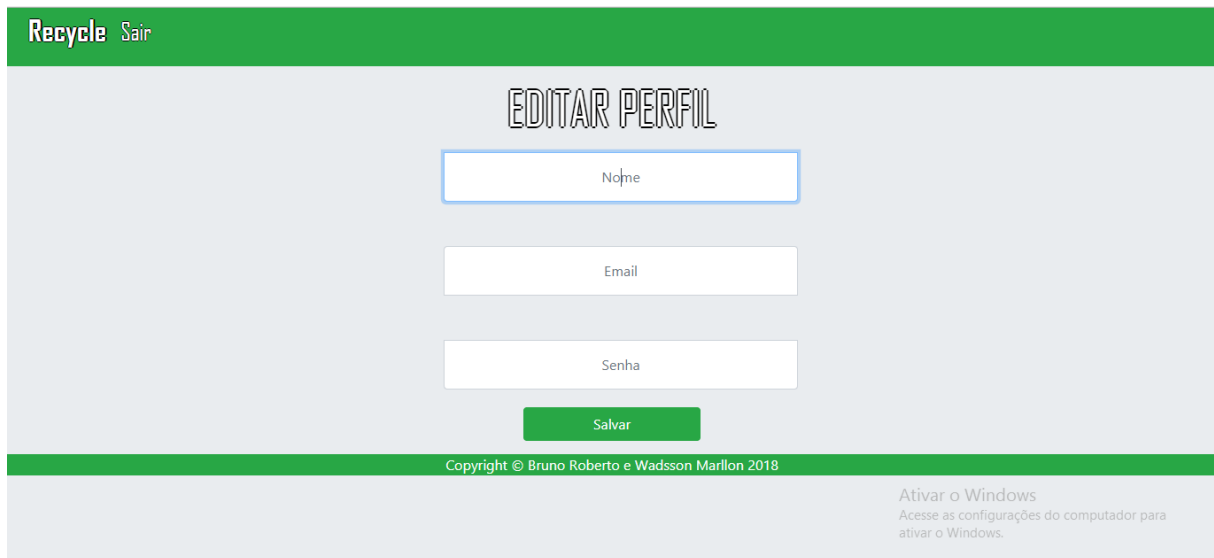 Recycle Sair
EDITAR PERFIL
Nome
Email
Senha
Salvar
Copyright © Bruno Roberto e Wadsson Marllon 2018
Ativar o Windows
Acesse as configurações do computador para
ativar o Windows.